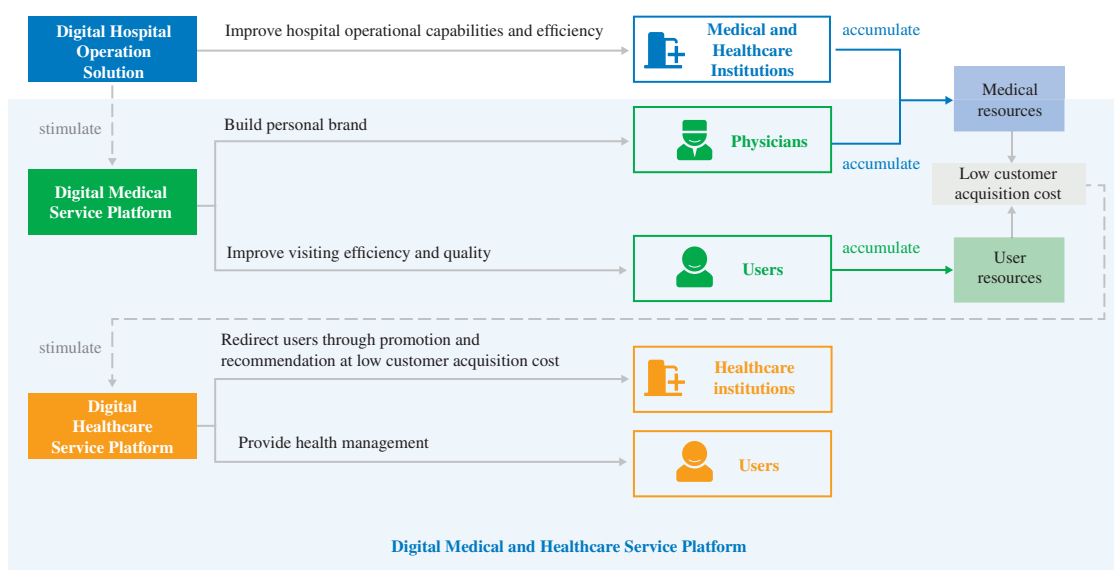 Digital Hospital
Operation
Solution
Improve hospital operational capabilities and efficiency
Medical and
Healthcare
Institutions
accumulate
Medical
resources
stimulate
Build personal brand
Physicians
accumulate
Low customer
acquisition cost
Digital Medical
Service Platform
Improve visiting efficiency and quality
Users
accumulate
User
resources
stimulate
Redirect users through promotion and
recommendation at low customer acquisition cost
Healthcare
institutions
Digital
Healthcare
Service Platform
Provide health management
Users
Digital Medical and Healthcare Service Platform